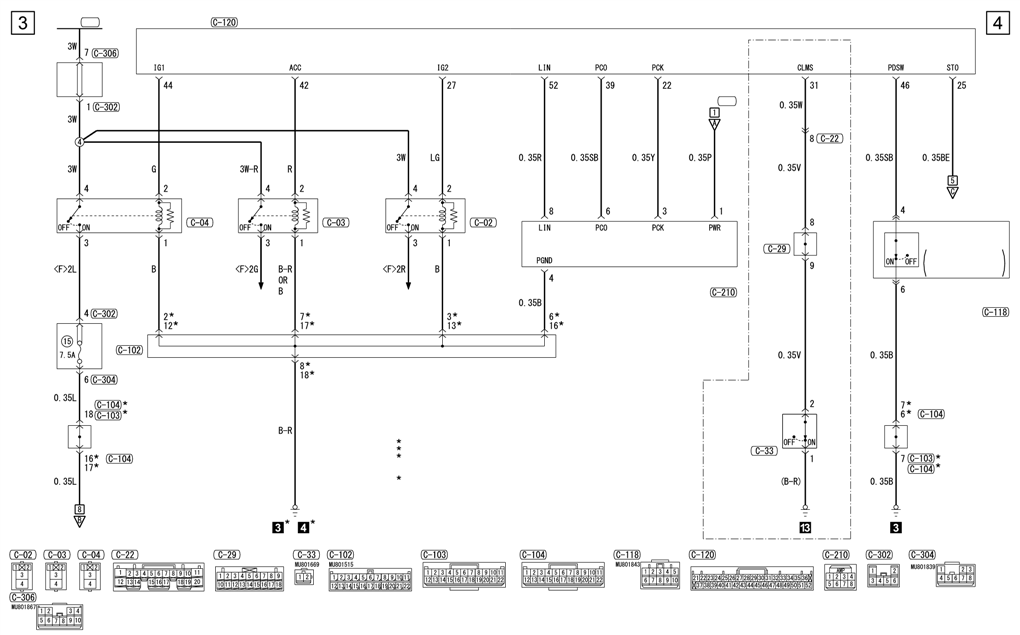 3
C-120
4
3W
7 C-306
IG1 ACC IG2 LIN PCO PCK CLMS PDSW STO
44 42 27 52 39 22 31 46 25
1 C-302
3W
1
A
0.35W
8 C-22
4
3W G 3W-R R 3W LG 0.35R 0.35SB 0.35Y 0.35P 0.35V 0.35SB 0.35BE
5
4 2 4 2 4 2 8 6 3 1 8 4
OFF ON C-04 OFF ON C-03 OFF ON C-02
LIN PCO PCK PWR
C-29
ON OFF
3 1 3 1 3 1
PGND
9
<F>2L B <F>2G B-R <F>2R B
OR
B
4
6
C-210
0.35B
C-118
4 C-302
2* 7* 3* 6*
12* 17* 13* 16*
15
7.5A
C-102
0.35V 0.35B
8*
18*
6 C-304
0.35L
C-104*
18 C-103*
2
7*
6* C-104
B-R
OFF ON
C-33
16* C-104
17*
1
7 C-103*
C-104*
*
*
*
*
0.35L
(B-R)
0.35B
8
B
3* 4* 13 3
C-02 C-03 C-04 C-22 C-29 C-33 C-102 C-103 C-104 C-118 C-120 C-210 C-302 C-304
MU801669 MU801515 MU801843 MU801839
C-306
MU801867